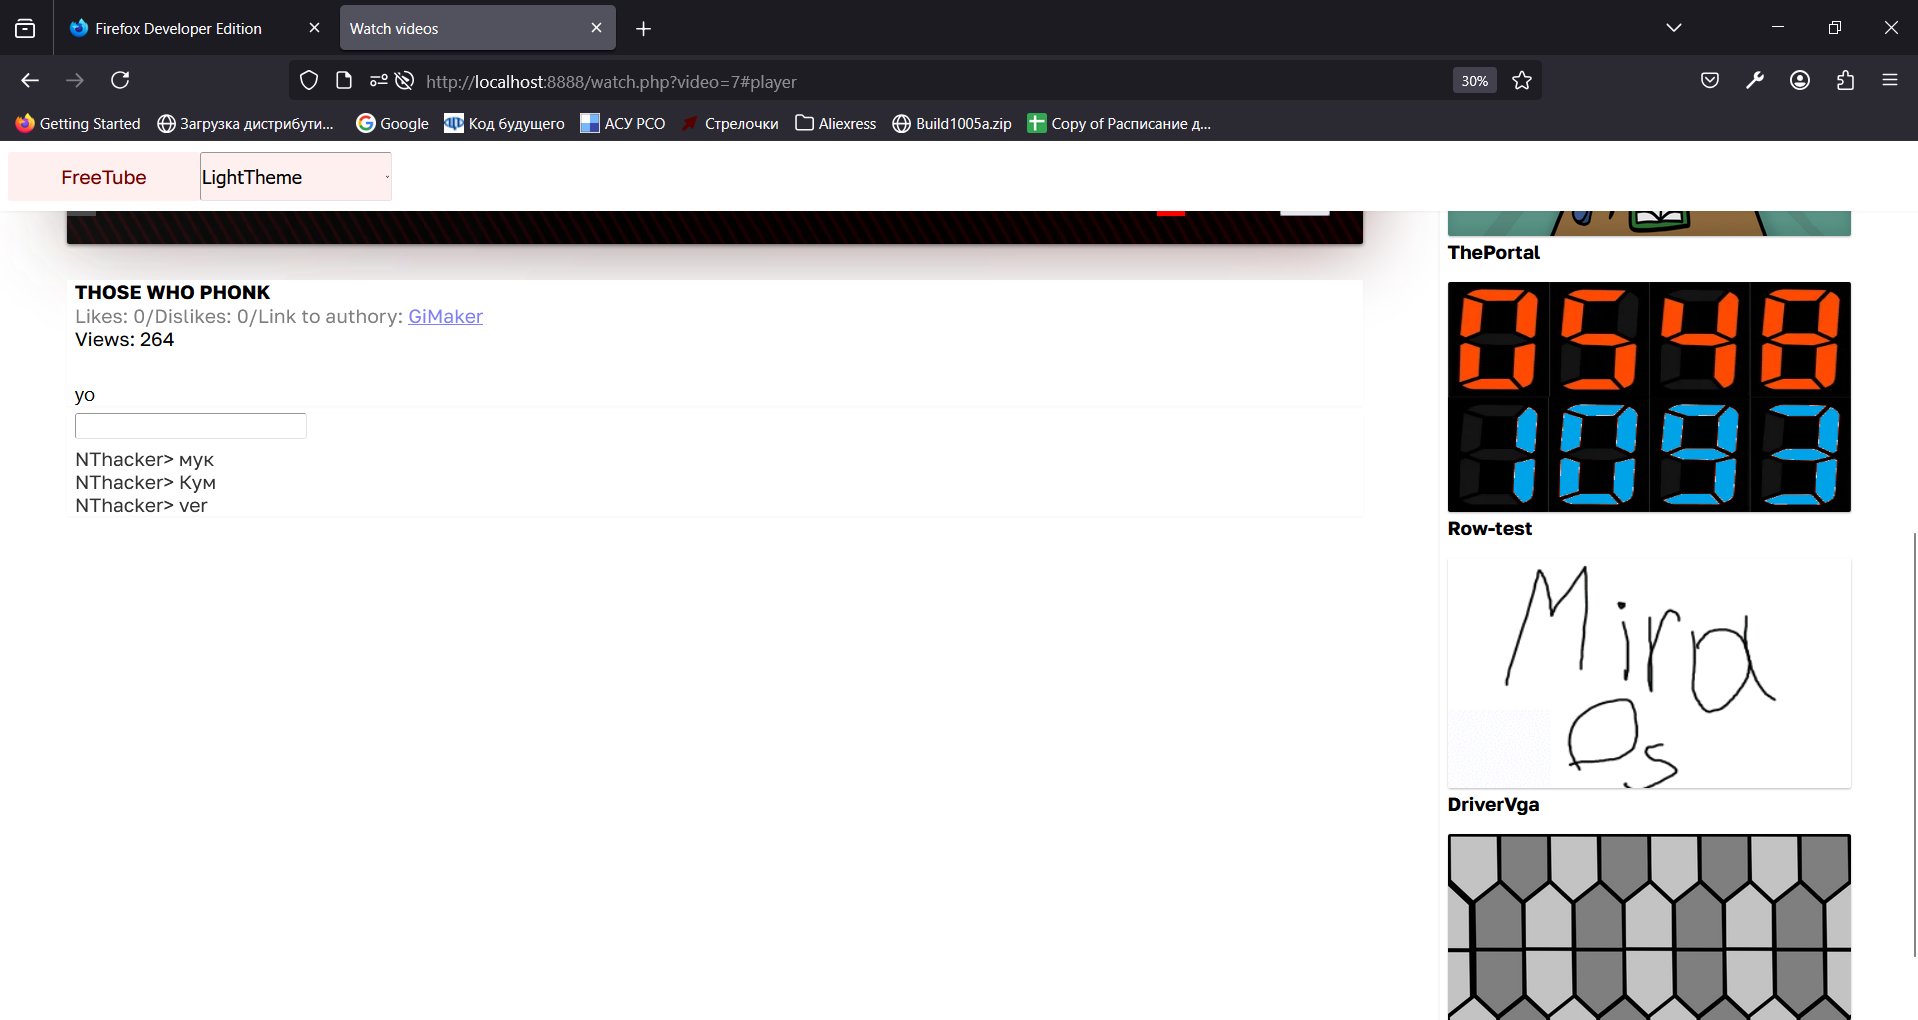 Firefox Developer Edition
Watch videos
http://localhost:8888/watch.php?video=7#player
30%
Getting Started
Загрузка дистрибути...
Google
Код будущего
АСУ РСО
Стрелочки
Aliexress
Build1005a.zip
Copy of Расписание д...
FreeTube
LightTheme
THOSE WHO PHONK
Likes: 0/Dislikes: 0/Link to authory: GiMaker
Views: 264
yo
NThacker> мук
NThacker> Кум
NThacker> ver
ThePortal
0548
1093
Row-test
Mira
Os
DriverVga